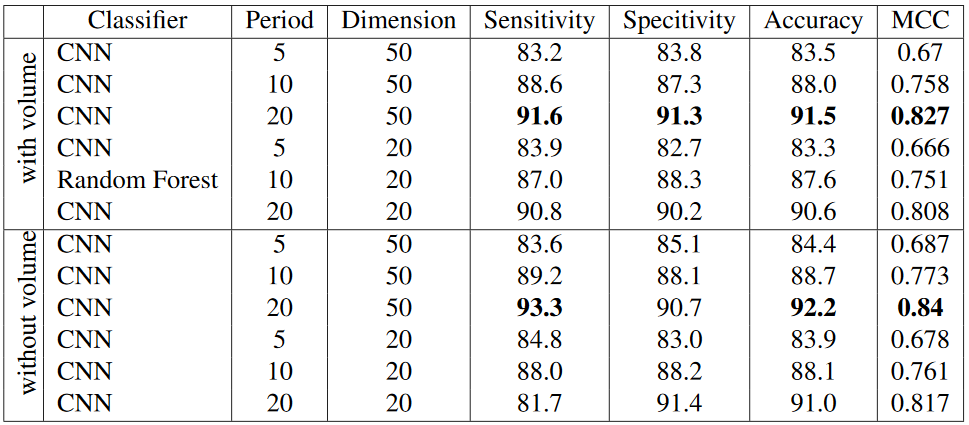 Classifier Period Dimension Sensitivity Specitivity Accuracy MCC
with volume
CNN 5 50 83.2 83.8 83.5 0.67
CNN 10 50 88.6 87.3 88.0 0.758
CNN 20 50 91.6 91.3 91.5 0.827
CNN 5 20 83.9 82.7 83.3 0.666
Random Forest 10 20 87.0 88.3 87.6 0.751
CNN 20 20 90.8 90.2 90.6 0.808
without volume
CNN 5 50 83.6 85.1 84.4 0.687
CNN 10 50 89.2 88.1 88.7 0.773
CNN 20 50 93.3 90.7 92.2 0.84
CNN 5 20 84.8 83.0 83.9 0.678
CNN 10 20 88.0 88.2 88.1 0.761
CNN 20 20 81.7 91.4 91.0 0.817